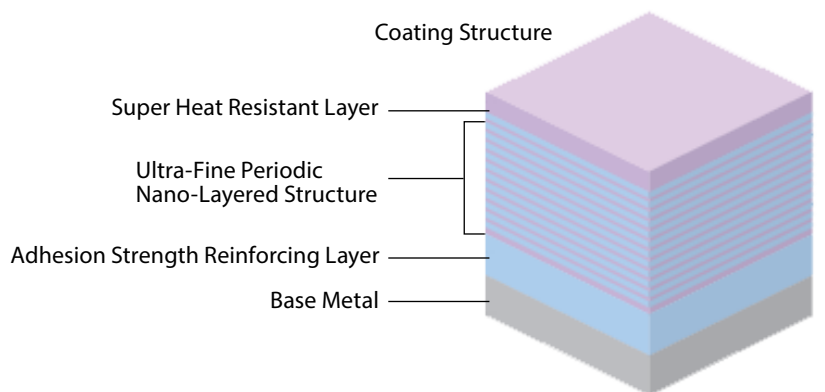 Coating Structure
Super Heat Resistant Layer
Ultra-Fine Periodic
Nano-Layered Structure
Adhesion Strength Reinforcing Layer
Base Metal